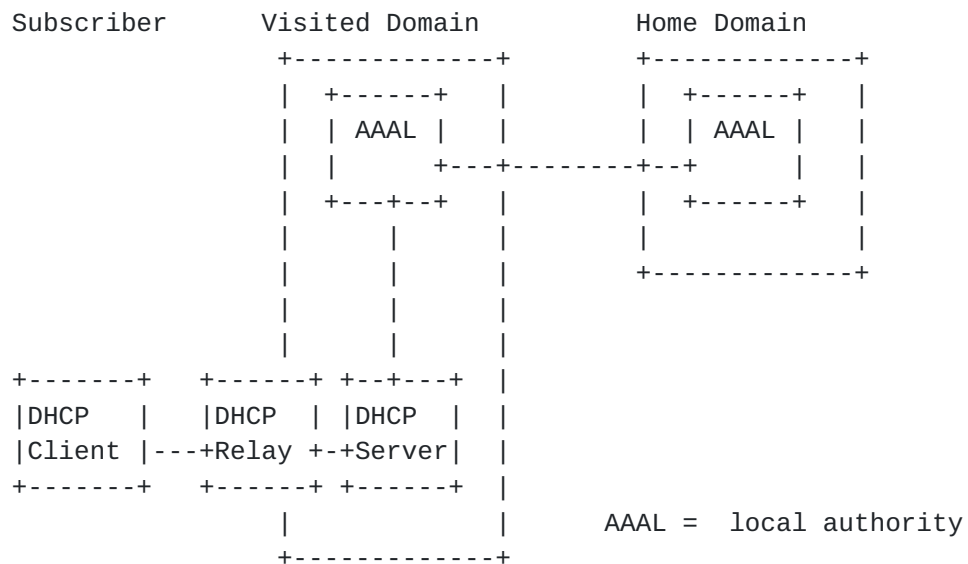 Subscriber Visited Domain Home Domain
AAAL AAAL
DHCP DHCP DHCP
Client Relay Server
AAAL = local authority